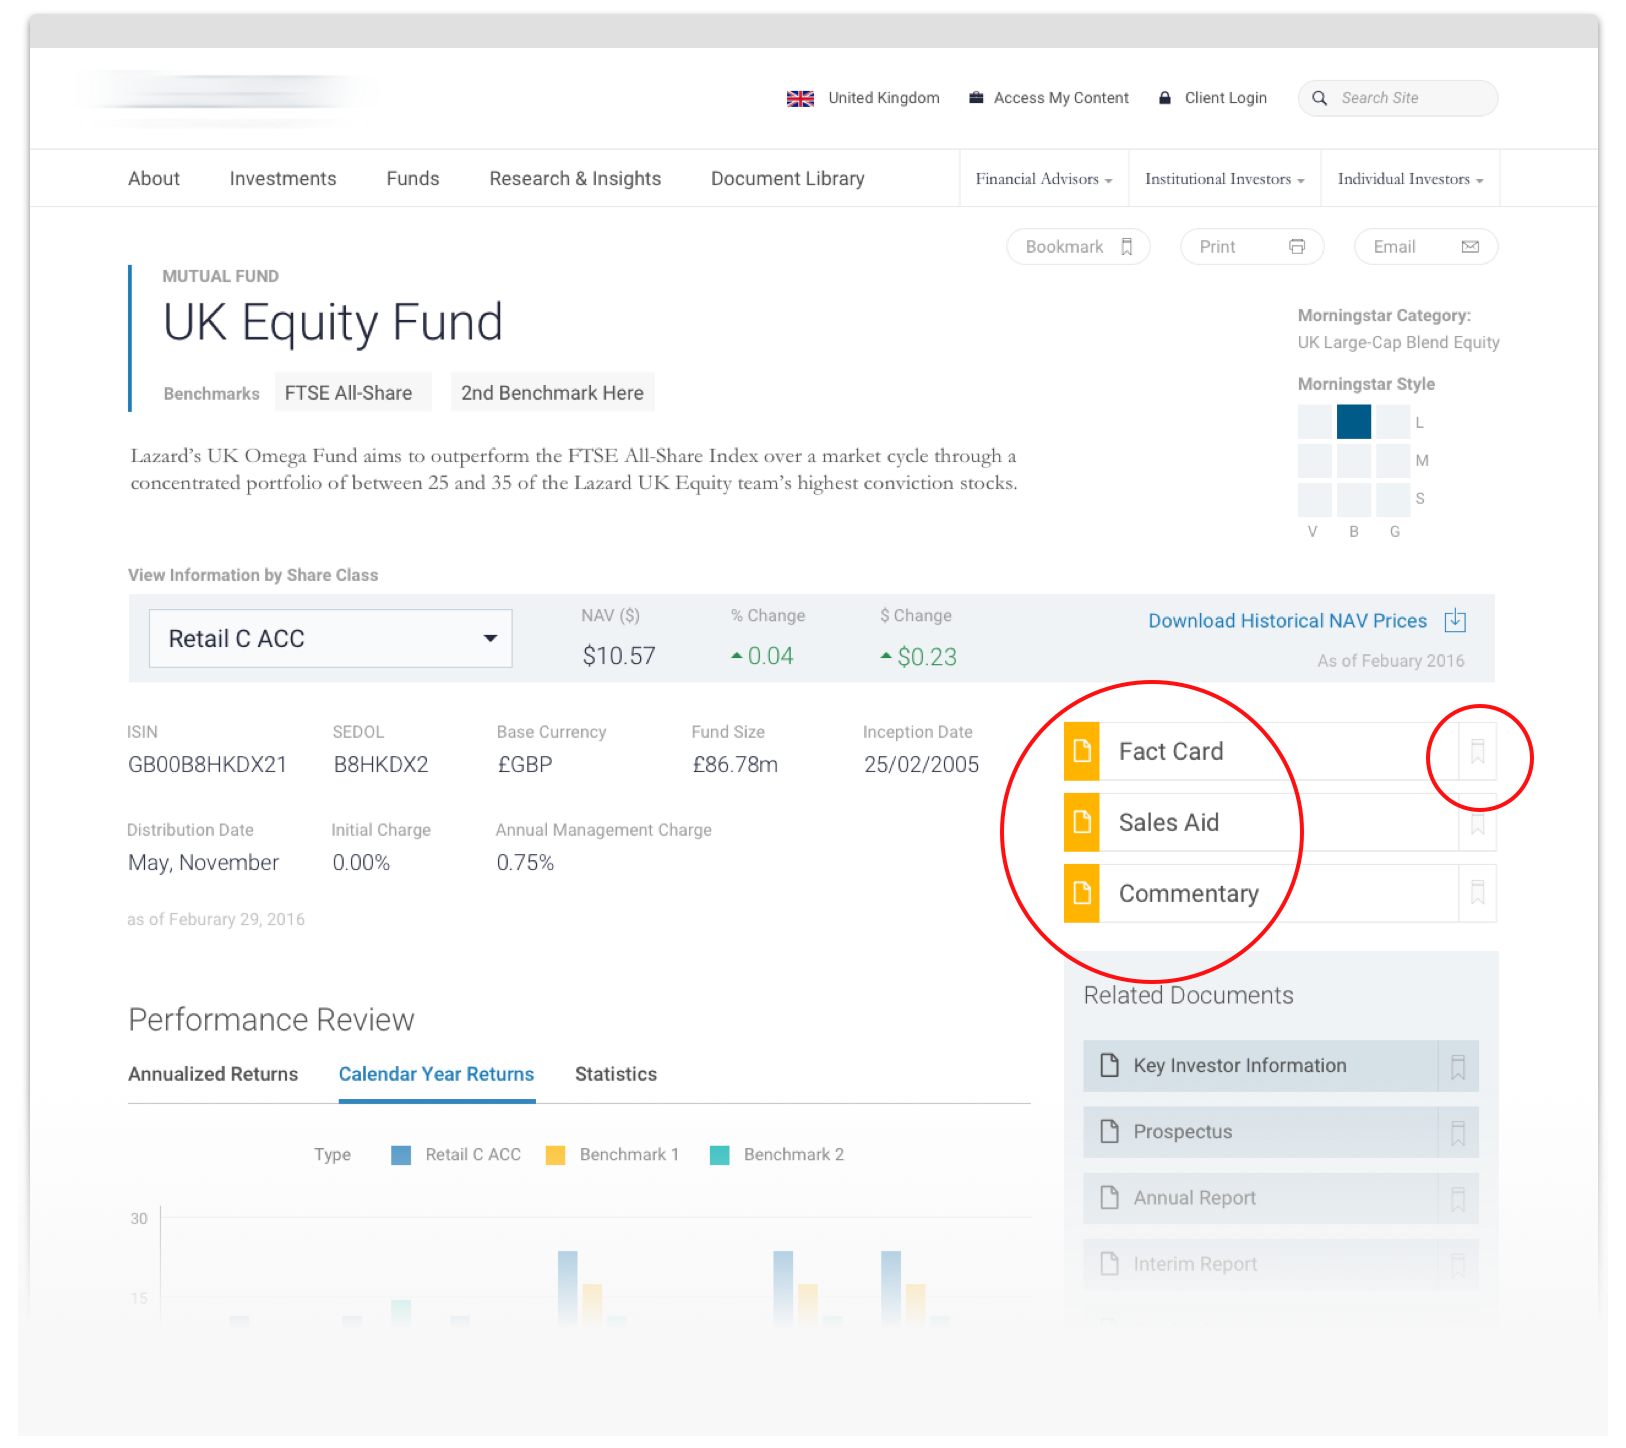 United Kingdom Access My Content Client Login Search Site
About Investments Funds Research & Insights Document Library Financial Advisors Institutional Investors Individual Investors
Bookmark Print Email
MUTUAL FUND
UK Equity Fund
Benchmarks FTSE All-Share 2nd Benchmark Here
Morningstar Category:
UK Large-Cap Blend Equity
Morningstar Style
L
M
S
V B G
Lazard's UK Omega Fund aims to outperform the FTSE All-Share Index over a market cycle through a
concentrated portfolio of between 25 and 35 of the Lazard UK Equity team's highest conviction stocks.
View Information by Share Class
Retail C ACC
NAV ($) % Change $ Change
$10.57 0.04 $0.23
Download Historical NAV Prices
As of Febuary 2016
ISIN SEDOL Base Currency Fund Size Inception Date
GB00B8HKDX21 B8HKDX2 £GBP £86.78m 25/02/2005
Distribution Date Initial Charge Annual Management Charge
May, November 0.00% 0.75%
as of Feburary 29, 2016
Fact Card
Sales Aid
Commentary
Related Documents
Key Investor Information
Prospectus
Annual Report
Interim Report
Performance Review
Annualized Returns Calendar Year Returns Statistics
Type Retail C ACC Benchmark 1 Benchmark 2
30
15